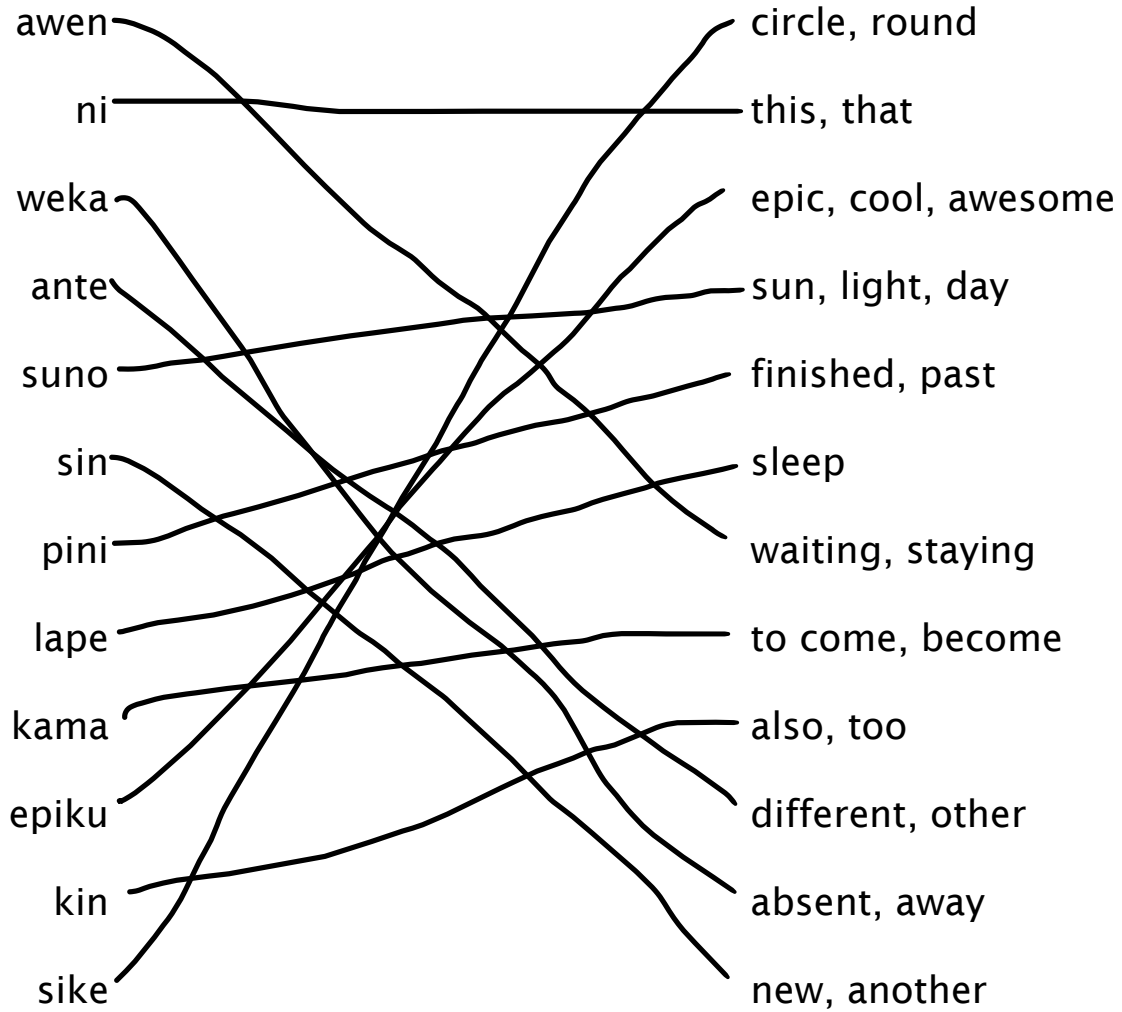 awen
ni
weka
ante
suno
sin
pini
lape
kama
epiku
kin
sike
circle, round
this, that
epic, cool, awesome
sun, light, day
finished, past
sleep
waiting, staying
to come, become
also, too
different, other
absent, away
new, another